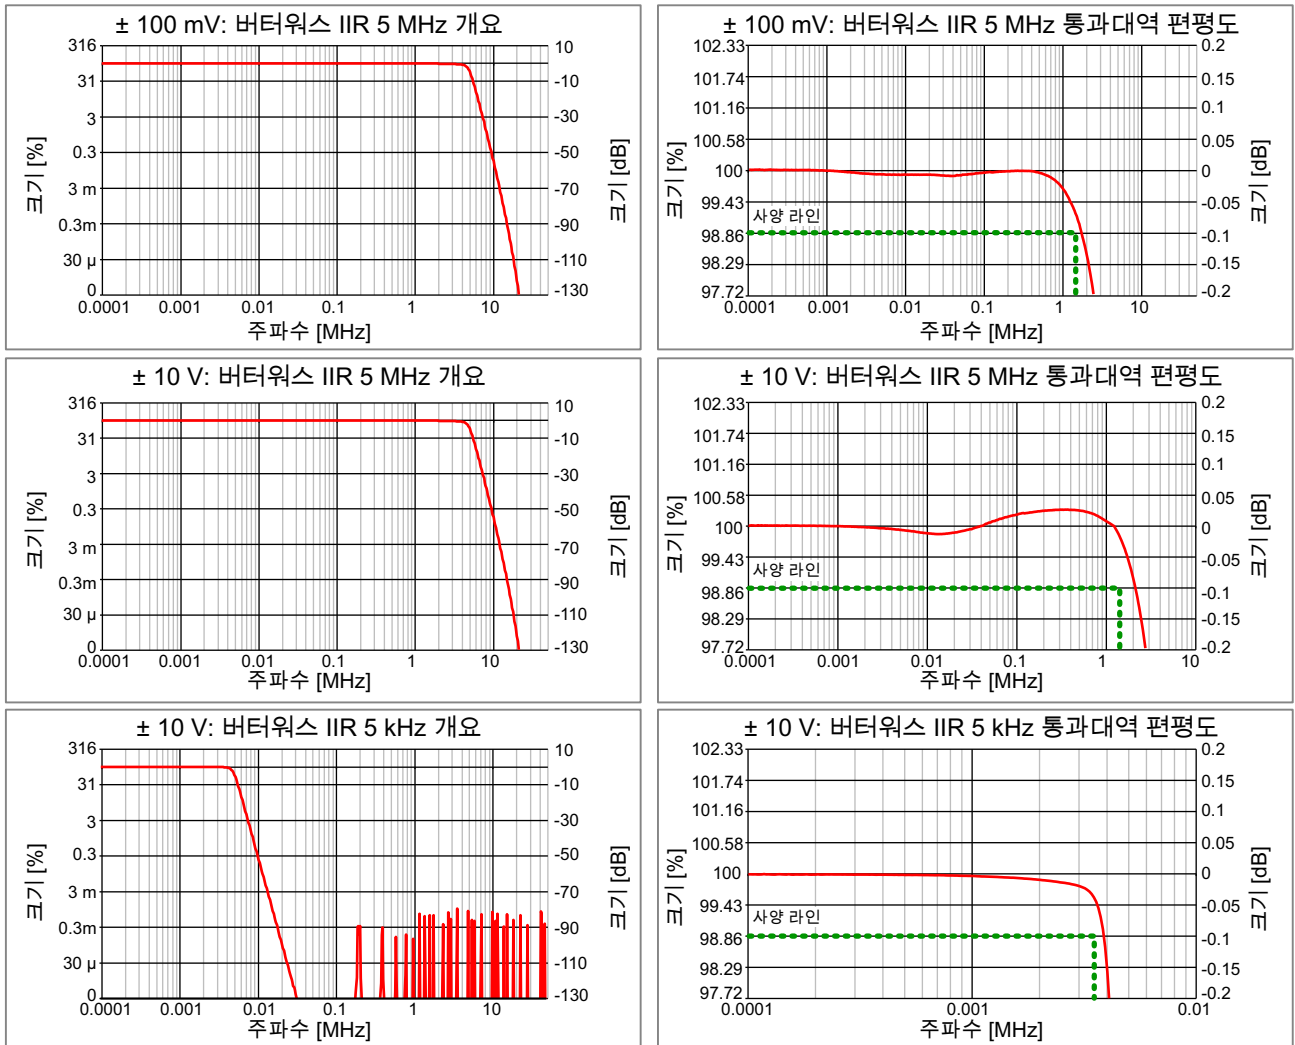 ± 100 mV: 버터워스 IIR 5 MHz 개요
316
31
3
0.3
3 m
0.3m
30 µ
0
크기 [%]
10
-10
-30
-50
-70
-90
-110
-130
크기 [dB]
0.0001 0.001 0.01 0.1 1 10
주파수 [MHz]
± 100 mV: 버터워스 IIR 5 MHz 통과대역 편평도
102.33
101.74
101.16
100.58
100
99.43
98.86
98.29
97.72
크기 [%]
사양 라인
0.2
0.15
0.1
0.05
0
-0.05
-0.1
-0.15
-0.2
크기 [dB]
0.0001 0.001 0.01 0.1 1 10
주파수 [MHz]
± 10 V: 버터워스 IIR 5 MHz 개요
316
31
3
0.3
3 m
0.3m
30 µ
0
크기 [%]
10
-10
-30
-50
-70
-90
-110
-130
크기 [dB]
0.0001 0.001 0.01 0.1 1 10
주파수 [MHz]
± 10 V: 버터워스 IIR 5 MHz 통과대역 편평도
102.33
101.74
101.16
100.58
100
99.43
98.86
98.29
97.72
크기 [%]
사양 라인
0.2
0.15
0.1
0.05
0
-0.05
-0.1
-0.15
-0.2
크기 [dB]
0.0001 0.001 0.01 0.1 1 10
주파수 [MHz]
± 10 V: 버터워스 IIR 5 kHz 개요
316
31
3
0.3
3 m
0.3m
30 µ
0
크기 [%]
10
-10
-30
-50
-70
-90
-110
-130
크기 [dB]
0.0001 0.001 0.01 0.1 1 10
주파수 [MHz]
± 10 V: 버터워스 IIR 5 kHz 통과대역 편평도
102.33
101.74
101.16
100.58
100
99.43
98.86
98.29
97.72
크기 [%]
사양 라인
0.2
0.15
0.1
0.05
0
-0.05
-0.1
-0.15
-0.2
크기 [dB]
0.0001 0.001 0.01
주파수 [MHz]